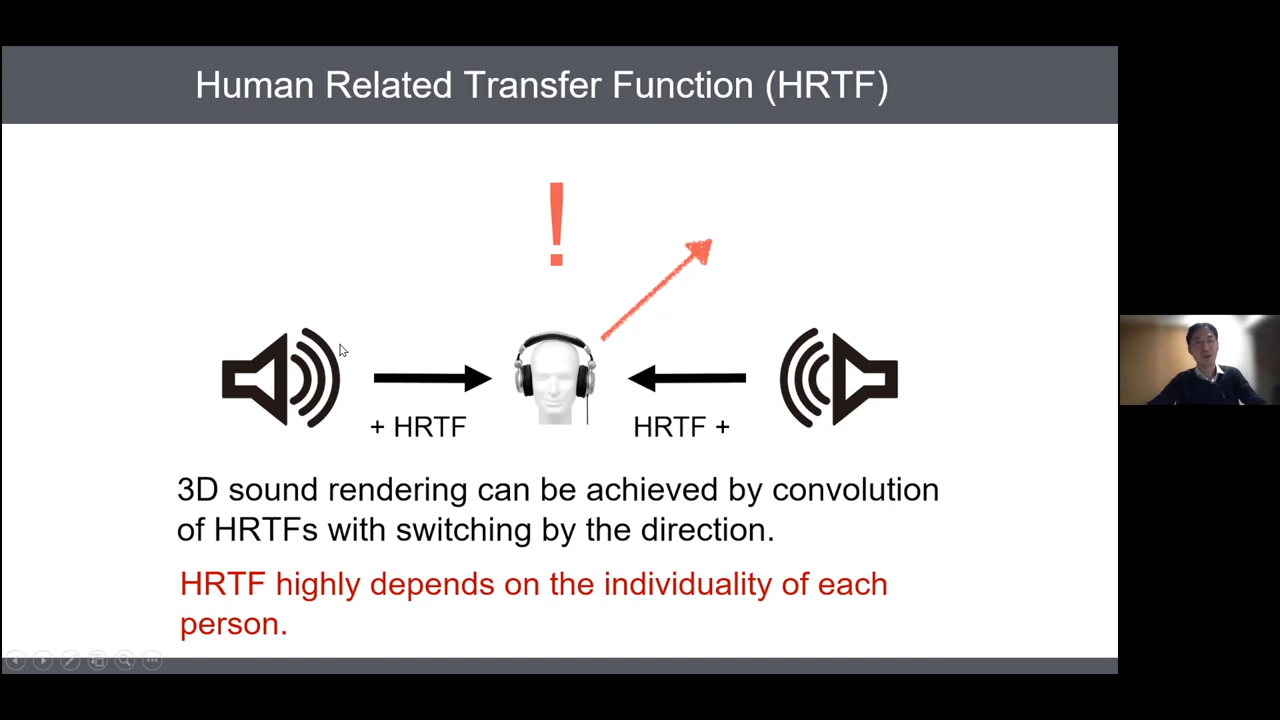 Human Related Transfer Function (HRTF)
!
+ HRTF
HRTF +
3D sound rendering can be achieved by convolution
of HRTFs with switching by the direction.
HRTF highly depends on the individuality of each
person.